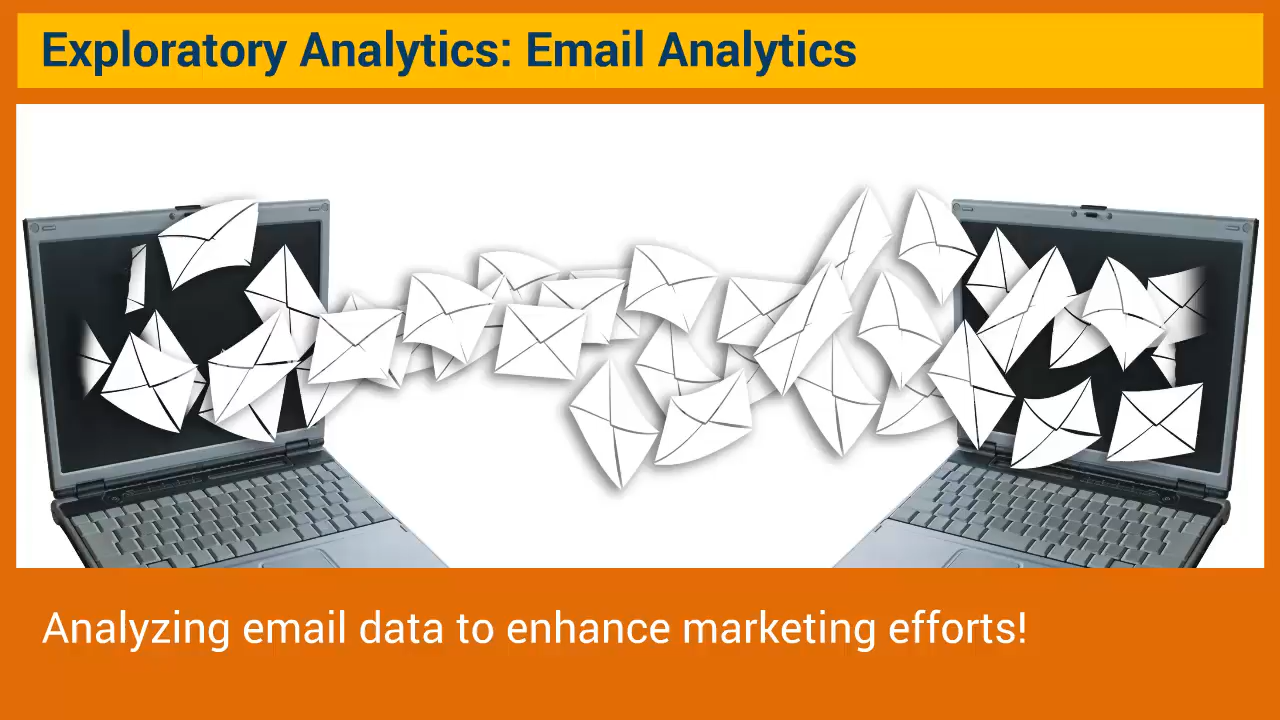 Exploratory Analytics: Email Analytics
Analyzing email data to enhance marketing efforts!